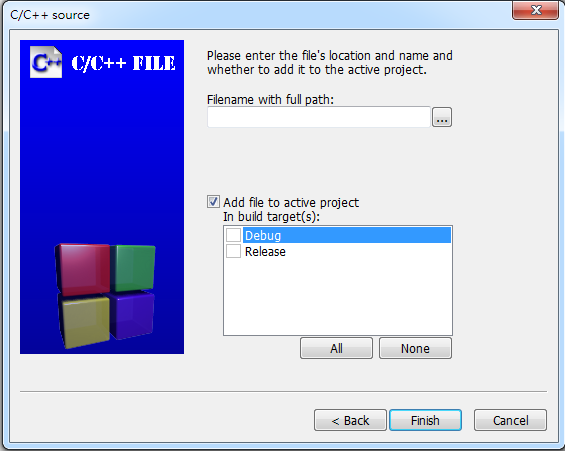 C/C++ source
C++
C/C++ FILE
Please enter the file's location and name and
whether to add it to the active project.
Filename with full path:
...
Add file to active project
In build target(s):
Debug
Release
All
None
< Back
Finish
Cancel